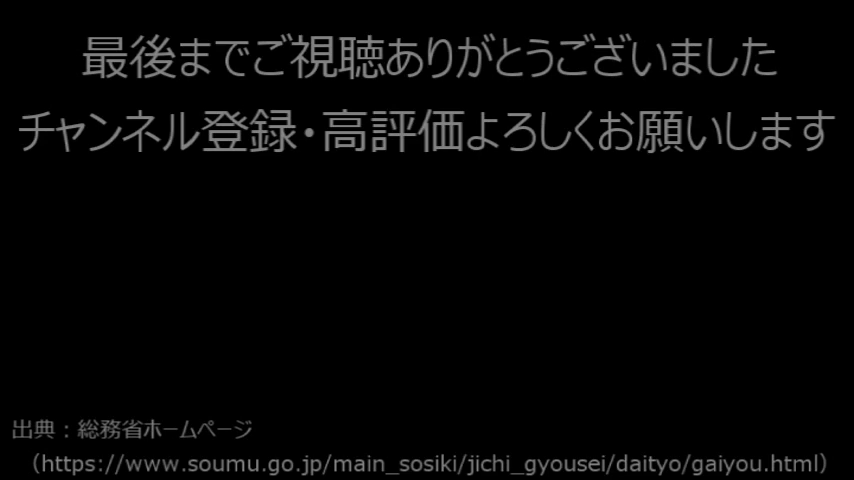 最後までご視聴ありがとうございました
チャンネル登録・高評価よろしくお願いします
出典：総務省ホームページ
（https://www.soumu.go.jp/main_sosiki/jichi_gyousei/daityo/gaiyou.html）